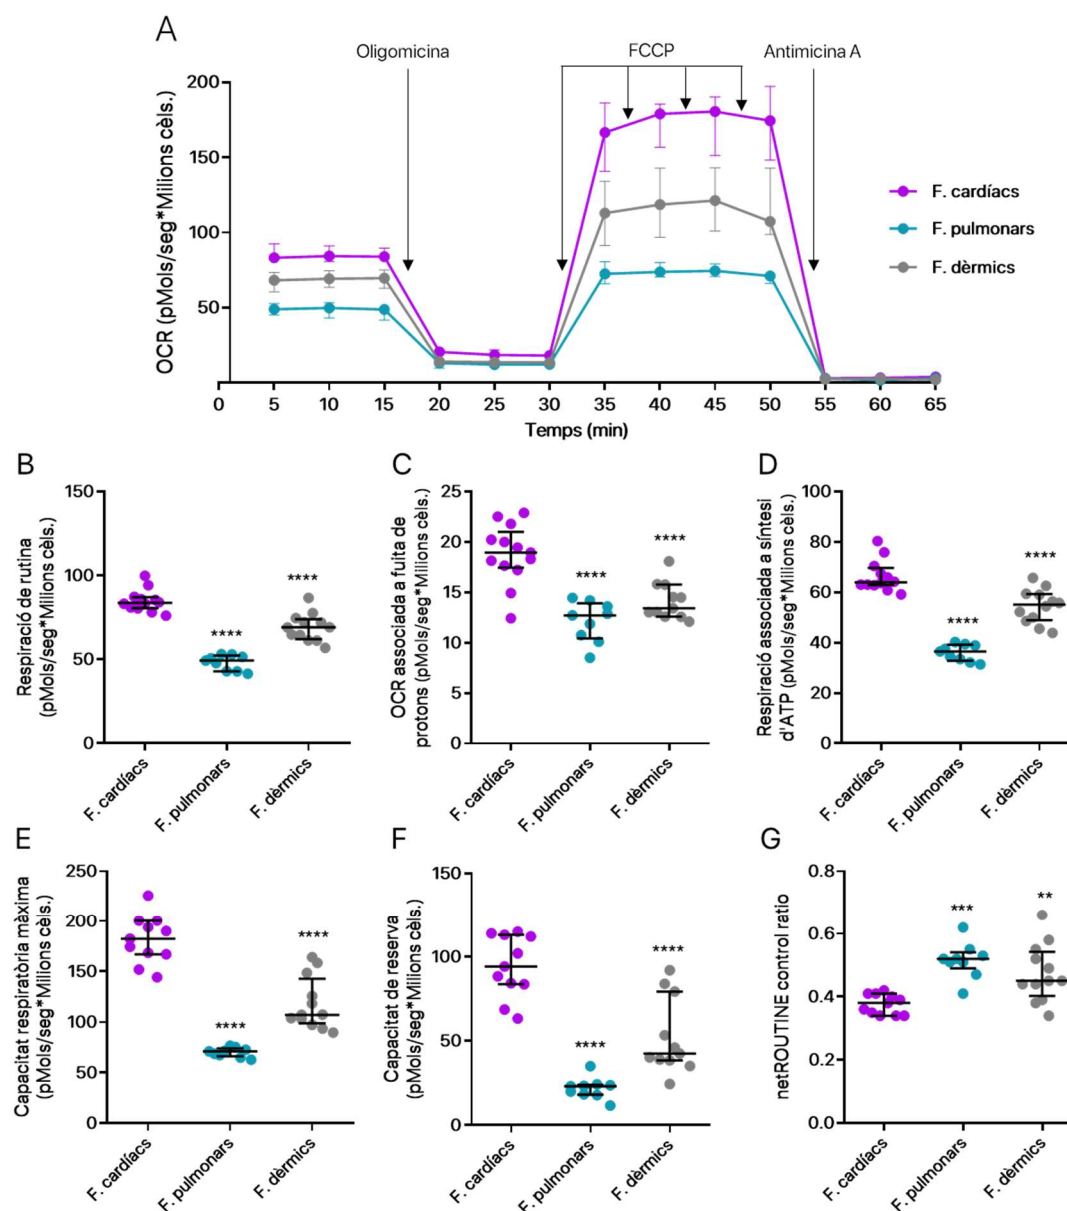 A
Oligomicina
FCCP
Antimicina A
OCR (pMols/seg*Milions cèls.)
200
150
100
50
0
5
10
15
20
25
30
35
40
45
50
55
60
65
Temps (min)
F. cardíacs
F. pulmonars
F. dèrmics
B
Respiració de rutina
(pMols/seg*Milions cèls.)
150
100
50
0
****
****
F. cardíacs
F. pulmonars
F. dèrmics
C
OCR associada a fuita de
protons (pMols/seg*Milions cèls.)
25
20
15
10
5
0
****
****
F. cardíacs
F. pulmonars
F. dèrmics
D
Respiració associada a síntesi
d'ATP (pMols/seg*Milions cèls.)
100
80
60
40
20
0
****
****
F. cardíacs
F. pulmonars
F. dèrmics
E
Capacitat respiratòria màxima
(pMols/seg*Milions cèls.)
250
200
150
100
50
0
****
****
F. cardíacs
F. pulmonars
F. dèrmics
F
Capacitat de reserva
(pMols/seg*Milions cèls.)
150
100
50
0
****
****
F. cardíacs
F. pulmonars
F. dèrmics
G
netROUTINE control ratio
0.8
0.6
0.4
0.2
0.0
***
**
F. cardíacs
F. pulmonars
F. dèrmics